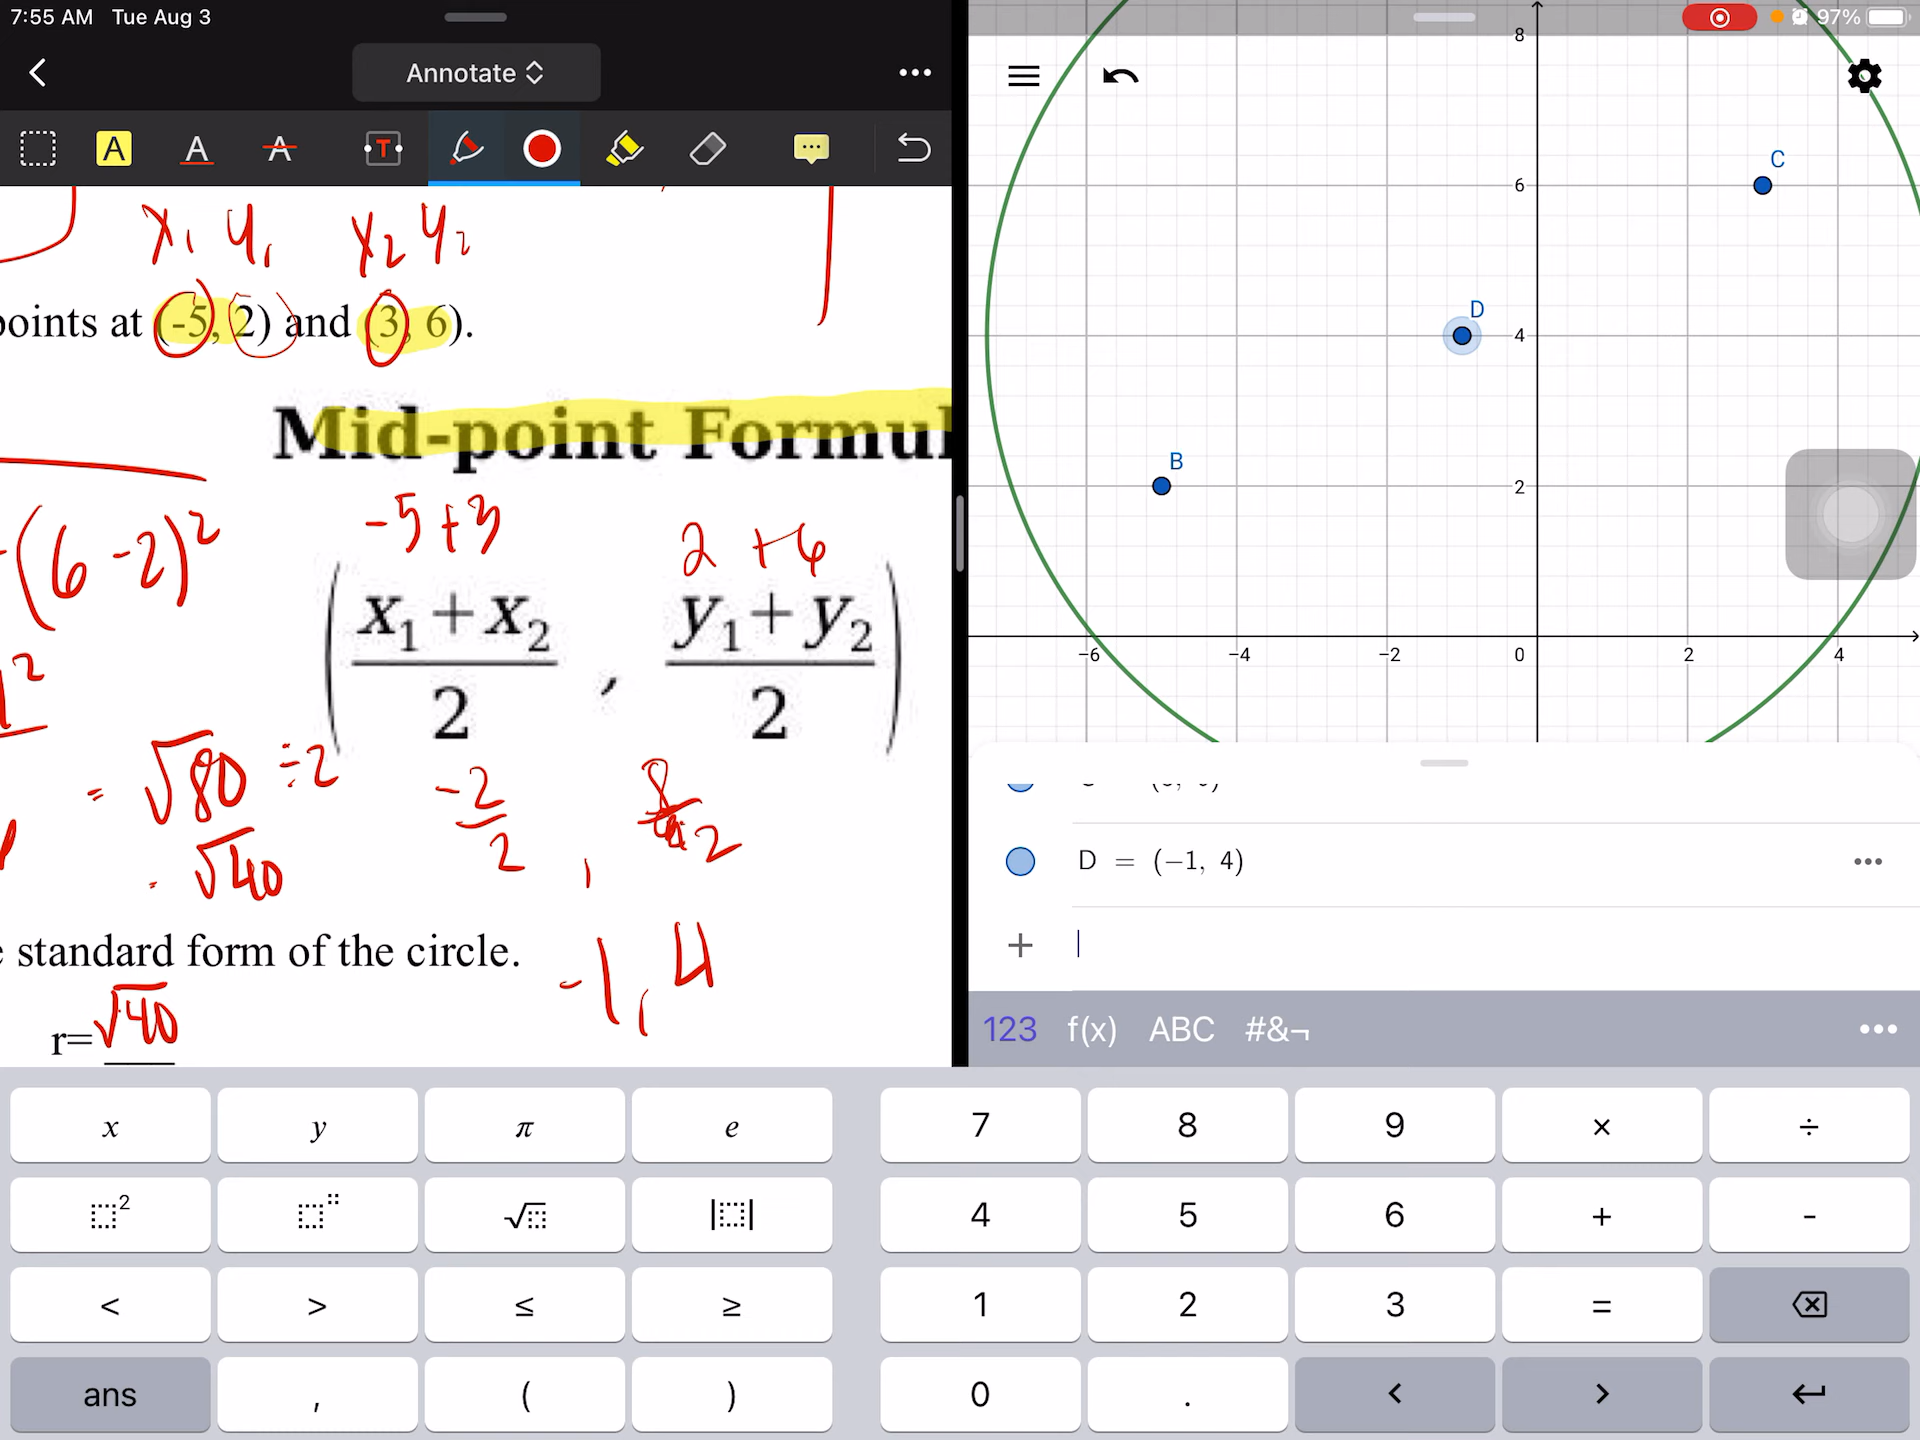 7:55 AM Tue Aug 3
Annotate
A A A T
x₁ y₁ x₂ y₂
points at (-5, 2) and (3, 6).
Mid-point Formul
-5+3 2 +6
(6 -2)²
( x₁ + x₂ / 2 , y₁ + y₂ / 2 )
= √80 ÷2
-2/2 , 8/2
= √40
standard form of the circle.
-1, 4
r= √40
97%
8
C
6
D
4
B
2
−6 −4 −2 0 2 4
D = (−1, 4)
+
123 f(x) ABC #&¬
x y π e 7 8 9 × ÷
² √ | | 4 5 6 + -
< > ≤ ≥ 1 2 3 =
ans , ( ) 0 . < >